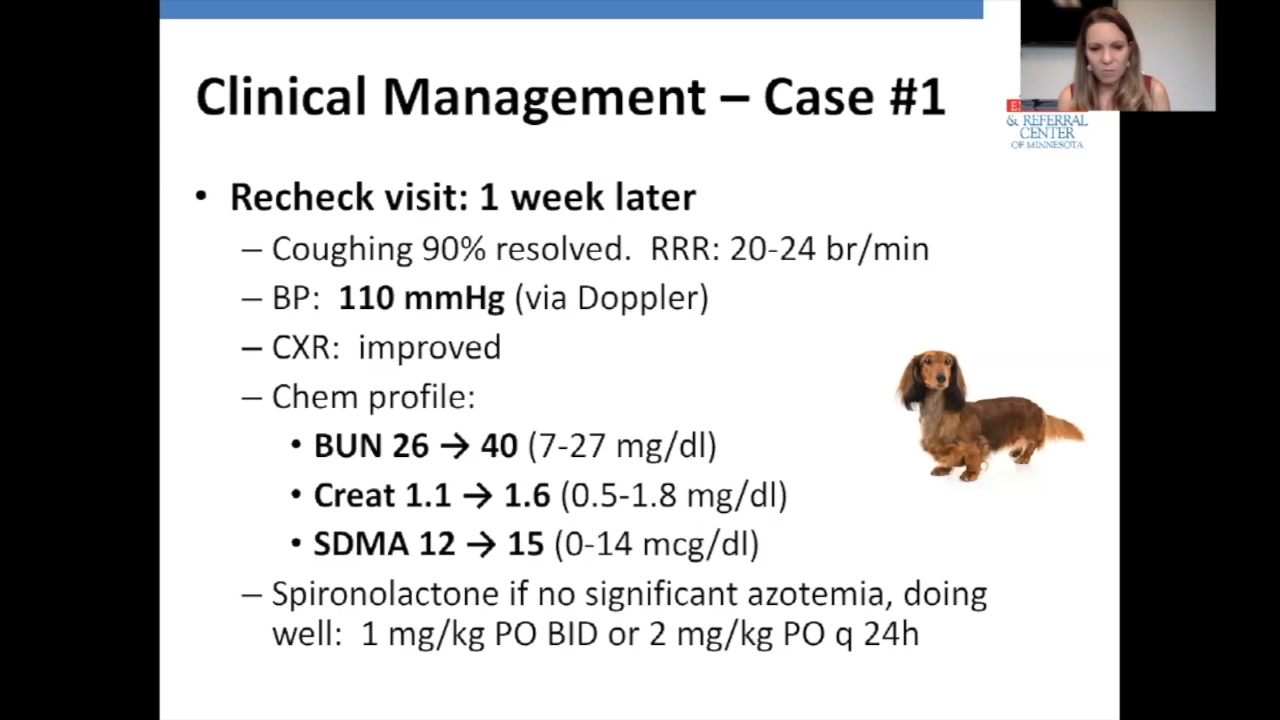 Clinical Management – Case #1
& REFERRAL
CENTER
OF MINNESOTA
• Recheck visit: 1 week later
– Coughing 90% resolved. RRR: 20-24 br/min
– BP: 110 mmHg (via Doppler)
– CXR: improved
– Chem profile:
• BUN 26 → 40 (7-27 mg/dl)
• Creat 1.1 → 1.6 (0.5-1.8 mg/dl)
• SDMA 12 → 15 (0-14 mcg/dl)
– Spironolactone if no significant azotemia, doing
well: 1 mg/kg PO BID or 2 mg/kg PO q 24h